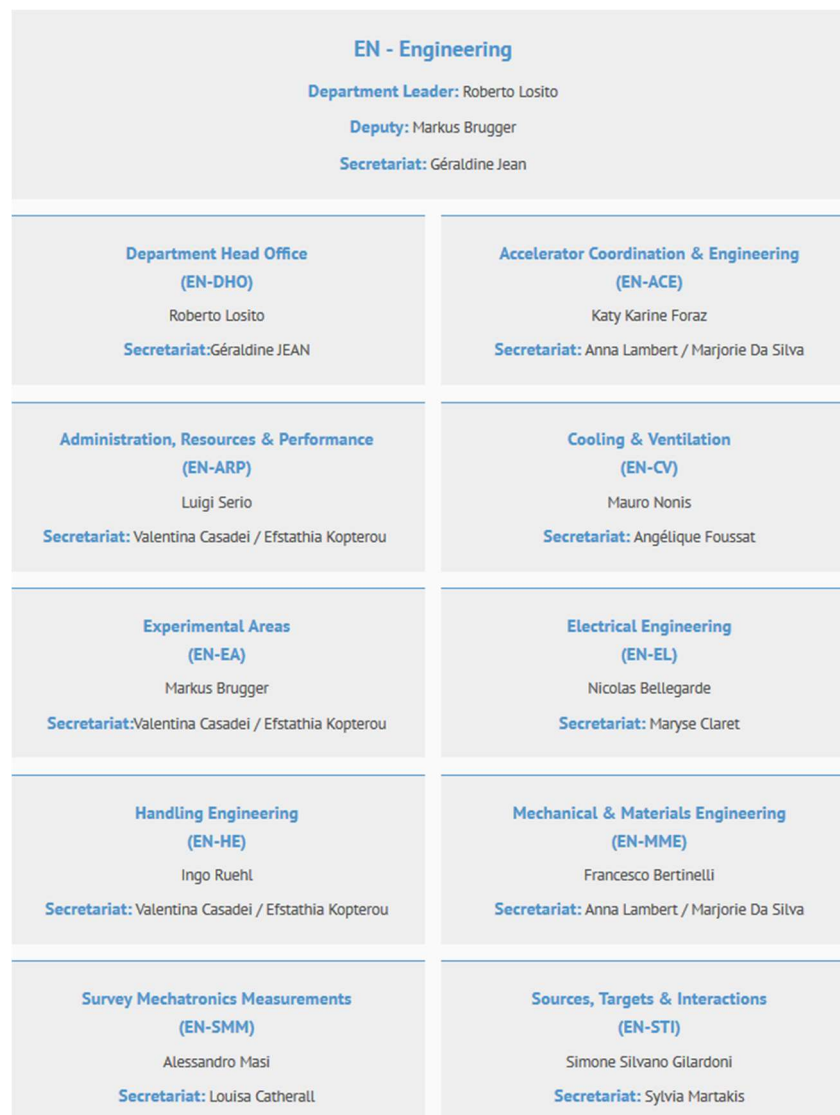 EN - Engineering
Department Leader: Roberto Losito
Deputy: Markus Brugger
Secretariat: Géraldine Jean
Department Head Office
(EN-DHO)
Roberto Losito
Secretariat:Géraldine JEAN
Accelerator Coordination & Engineering
(EN-ACE)
Katy Karine Foraz
Secretariat: Anna Lambert / Marjorie Da Silva
Administration, Resources & Performance
(EN-ARP)
Luigi Serio
Secretariat: Valentina Casadei / Efstathia Kopterou
Cooling & Ventilation
(EN-CV)
Mauro Nonis
Secretariat: Angélique Foussat
Experimental Areas
(EN-EA)
Markus Brugger
Secretariat:Valentina Casadei / Efstathia Kopterou
Electrical Engineering
(EN-EL)
Nicolas Bellegarde
Secretariat: Maryse Claret
Handling Engineering
(EN-HE)
Ingo Ruehl
Secretariat: Valentina Casadei / Efstathia Kopterou
Mechanical & Materials Engineering
(EN-MME)
Francesco Bertinelli
Secretariat: Anna Lambert / Marjorie Da Silva
Survey Mechatronics Measurements
(EN-SMM)
Alessandro Masi
Secretariat: Louisa Catherall
Sources, Targets & Interactions
(EN-STI)
Simone Silvano Gilardoni
Secretariat: Sylvia Martakis